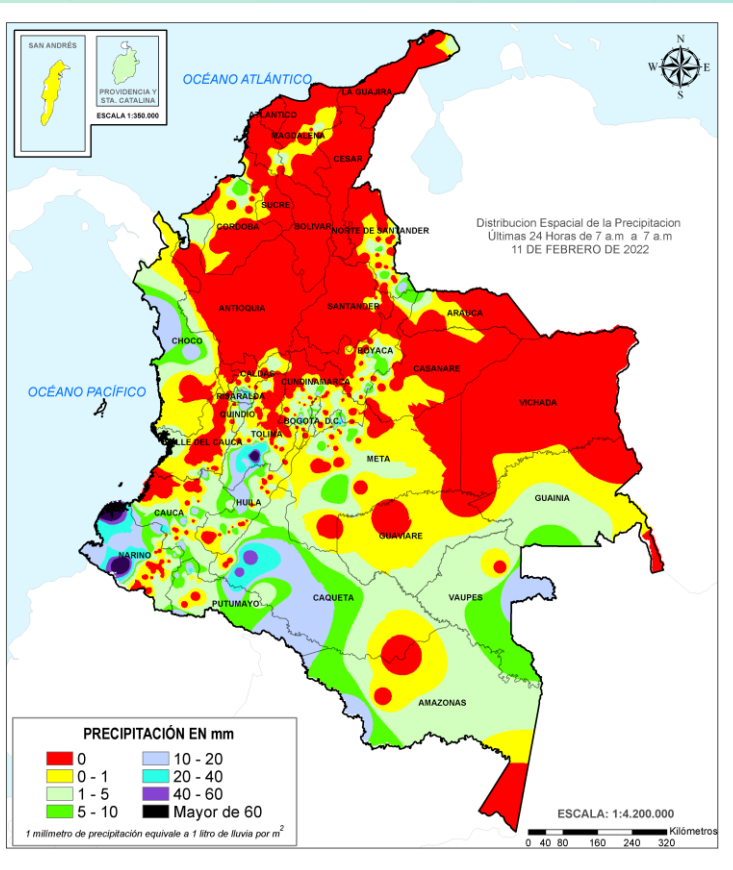 SAN ANDRÉS
PROVIDENCIA Y
STA. CATALINA
ESCALA 1:350.000
OCÉANO ATLÁNTICO
N
W
E
S
LA GUAJIRA
ATLANTICO
MAGDALENA
CESAR
SUCRE
CORDOBA
BOLIVAR
NORTE DE SANTANDER
Distribucion Espacial de la Precipitacion
Últimas 24 Horas de 7 a.m a 7 a.m
11 DE FEBRERO DE 2022
ANTIOQUIA
SANTANDER
ARAUCA
CHOCO
BOYACA
CASANARE
CALDAS
CUNDINAMARCA
OCÉANO PACÍFICO
RISARALDA
VICHADA
QUINDIO
BOGOTA, D.C.
TOLIMA
VALLE DEL CAUCA
META
GUAINIA
HUILA
CAUCA
GUAVIARE
NARINO
CAQUETA
VAUPES
PUTUMAYO
AMAZONAS
PRECIPITACIÓN EN mm
0
10 - 20
0 - 1
20 - 40
1 - 5
40 - 60
5 - 10
Mayor de 60
1 milímetro de precipitación equivale a 1 litro de lluvia por m2
ESCALA: 1:4.200.000
Kilómetros
0 40 80 160 240 320